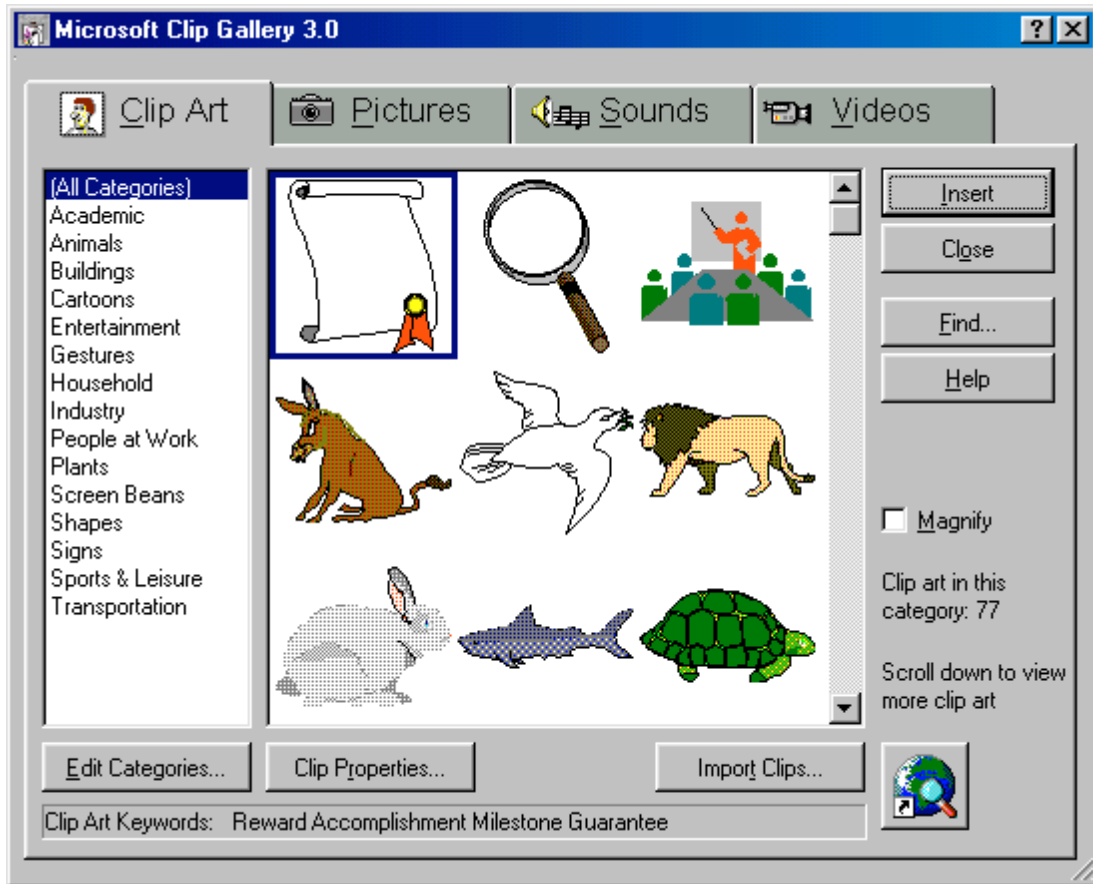 Microsoft Clip Gallery 3.0
Clip Art
Pictures
Sounds
Videos
(All Categories)
Academic
Animals
Buildings
Cartoons
Entertainment
Gestures
Household
Industry
People at Work
Plants
Screen Beans
Shapes
Signs
Sports & Leisure
Transportation
Insert
Close
Find...
Help
Magnify
Clip art in this
category: 77
Scroll down to view
more clip art
Edit Categories...
Clip Properties...
Import Clips...
Clip Art Keywords: Reward Accomplishment Milestone Guarantee